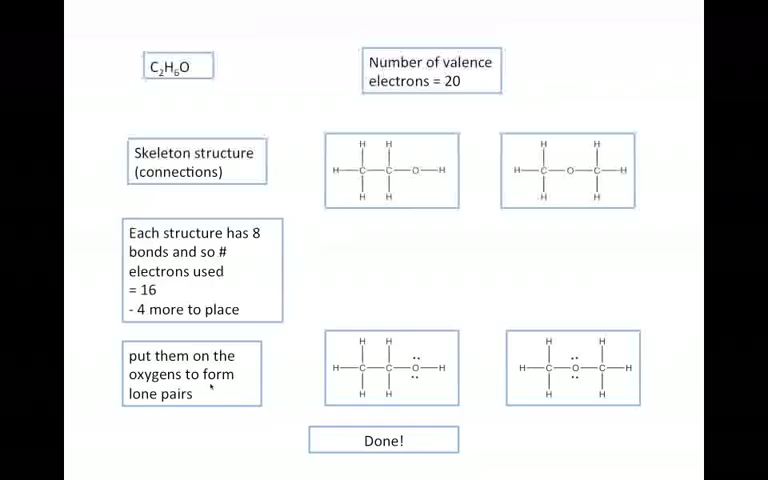 C₂H₆O
Number of valence
electrons = 20
Skeleton structure
(connections)
H H
H C C O H
H H
H H
H C O C H
H H
Each structure has 8
bonds and so #
electrons used
= 16
- 4 more to place
put them on the
oxygens to form
lone pairs
H H
H C C O H
H H
H H
H C O C H
H H
Done!